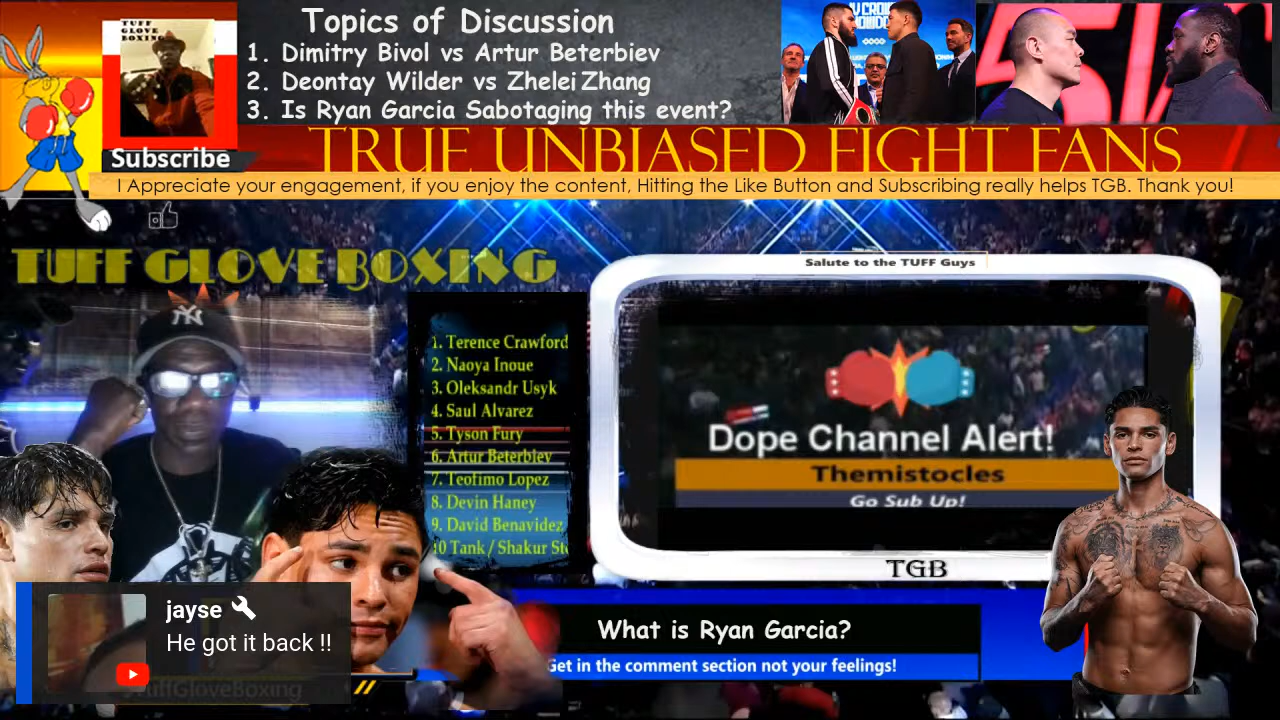 Topics of Discussion
1. Dimitry Bivol vs Artur Beterbiev
2. Deontay Wilder vs Zhelei Zhang
3. Is Ryan Garcia Sabotaging this event?
TUFF
GLOVE
BOXING
Subscribe
TRUE UNBIASED FIGHT FANS
I Appreciate your engagement, if you enjoy the content, Hitting the Like Button and Subscribing really helps TGB. Thank you!
TUFF GLOVE BOXING
Salute to the TUFF Guys
NY
1. Terence Crawford
2. Naoya Inoue
3. Oleksandr Usyk
4. Saul Alvarez
5. Tyson Fury
6. Artur Beterbiev
7. Teofimo Lopez
8. Devin Haney
9. David Benavidez
10 Tank / Shakur Ste
Dope Channel Alert!
Themistocles
Go Sub Up!
TGB
jayse
He got it back !!
TuffGloveBoxing
What is Ryan Garcia?
Get in the comment section not your feelings!